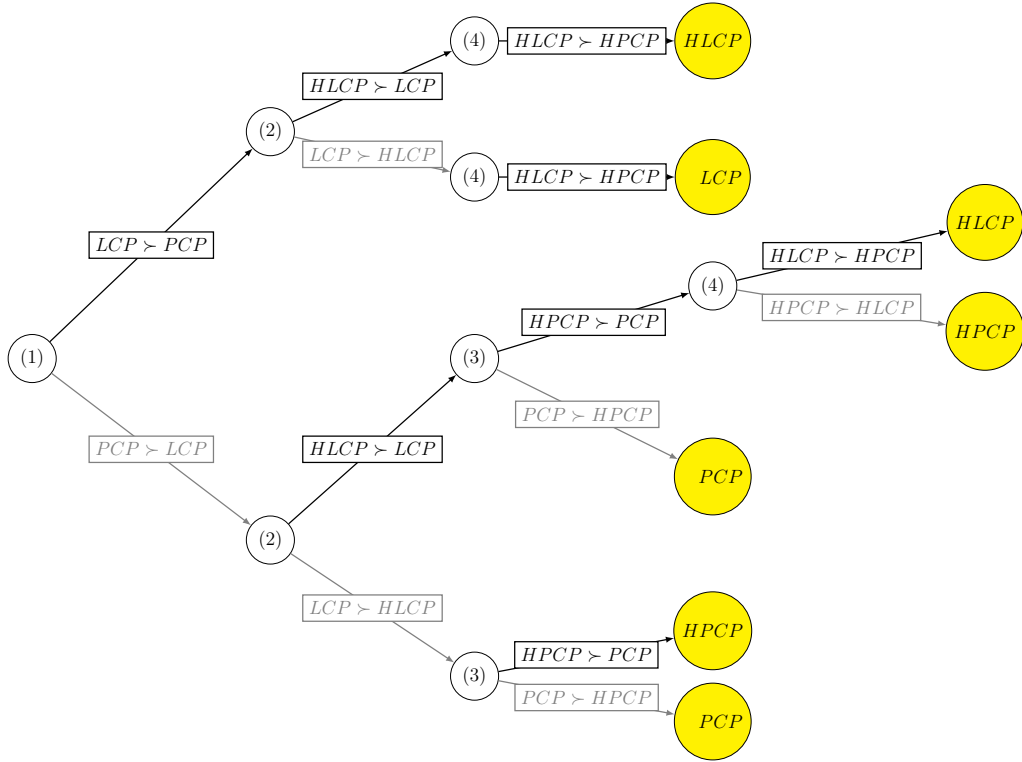 (4)
HLCP ≻ HPCP
HLCP
HLCP ≻ LCP
(2)
LCP ≻ HLCP
(4)
HLCP ≻ HPCP
LCP
HLCP
LCP ≻ PCP
HLCP ≻ HPCP
(4)
HPCP ≻ HLCP
HPCP ≻ PCP
HPCP
(1)
(3)
PCP ≻ HPCP
PCP ≻ LCP
HLCP ≻ LCP
PCP
(2)
LCP ≻ HLCP
HPCP
HPCP ≻ PCP
(3)
PCP ≻ HPCP
PCP